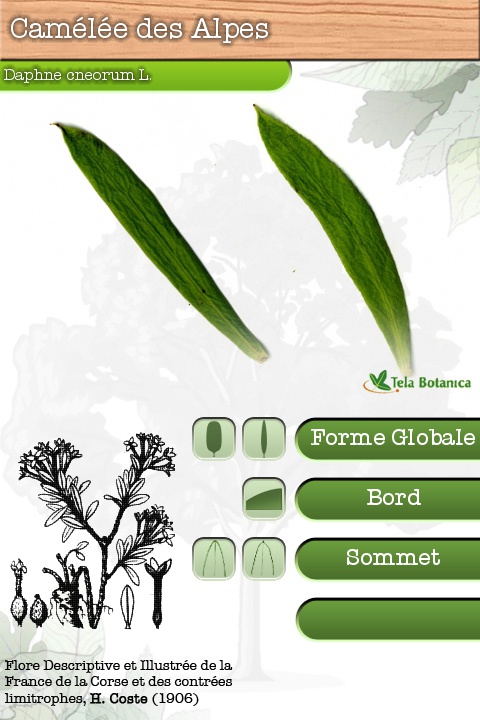 Camélée des Alpes
Daphne cneorum L.
Tela Botanica
Forme Globale
Bord
Sommet
Flore Descriptive et Illustrée de la
France de la Corse et des contrées
limitrophes, H. Coste (1906)